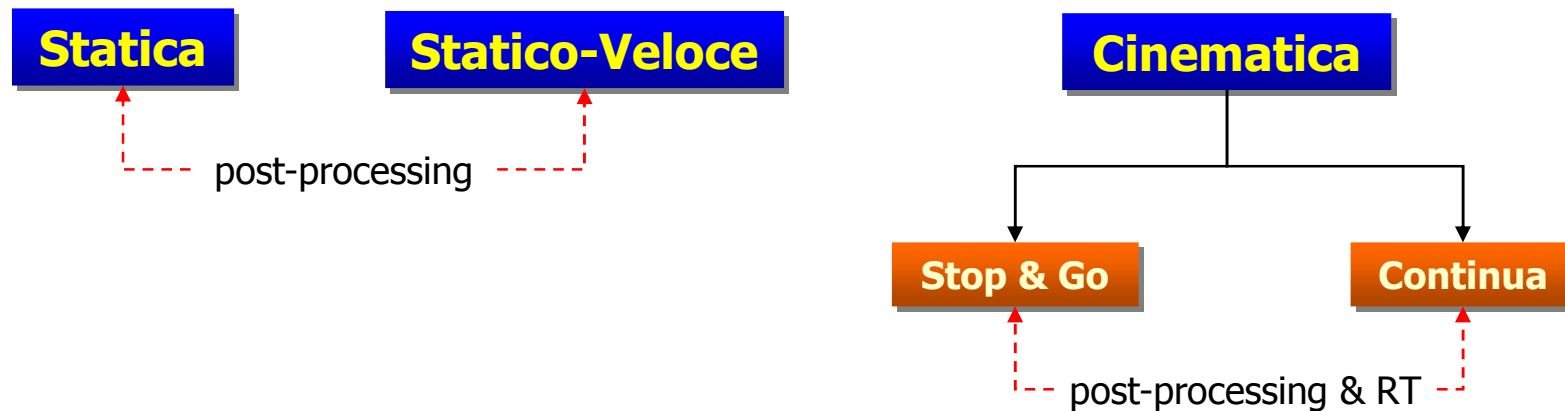 Statica
Statico-Veloce
Cinematica
post-processing
Stop & Go
Continua
post-processing & RT